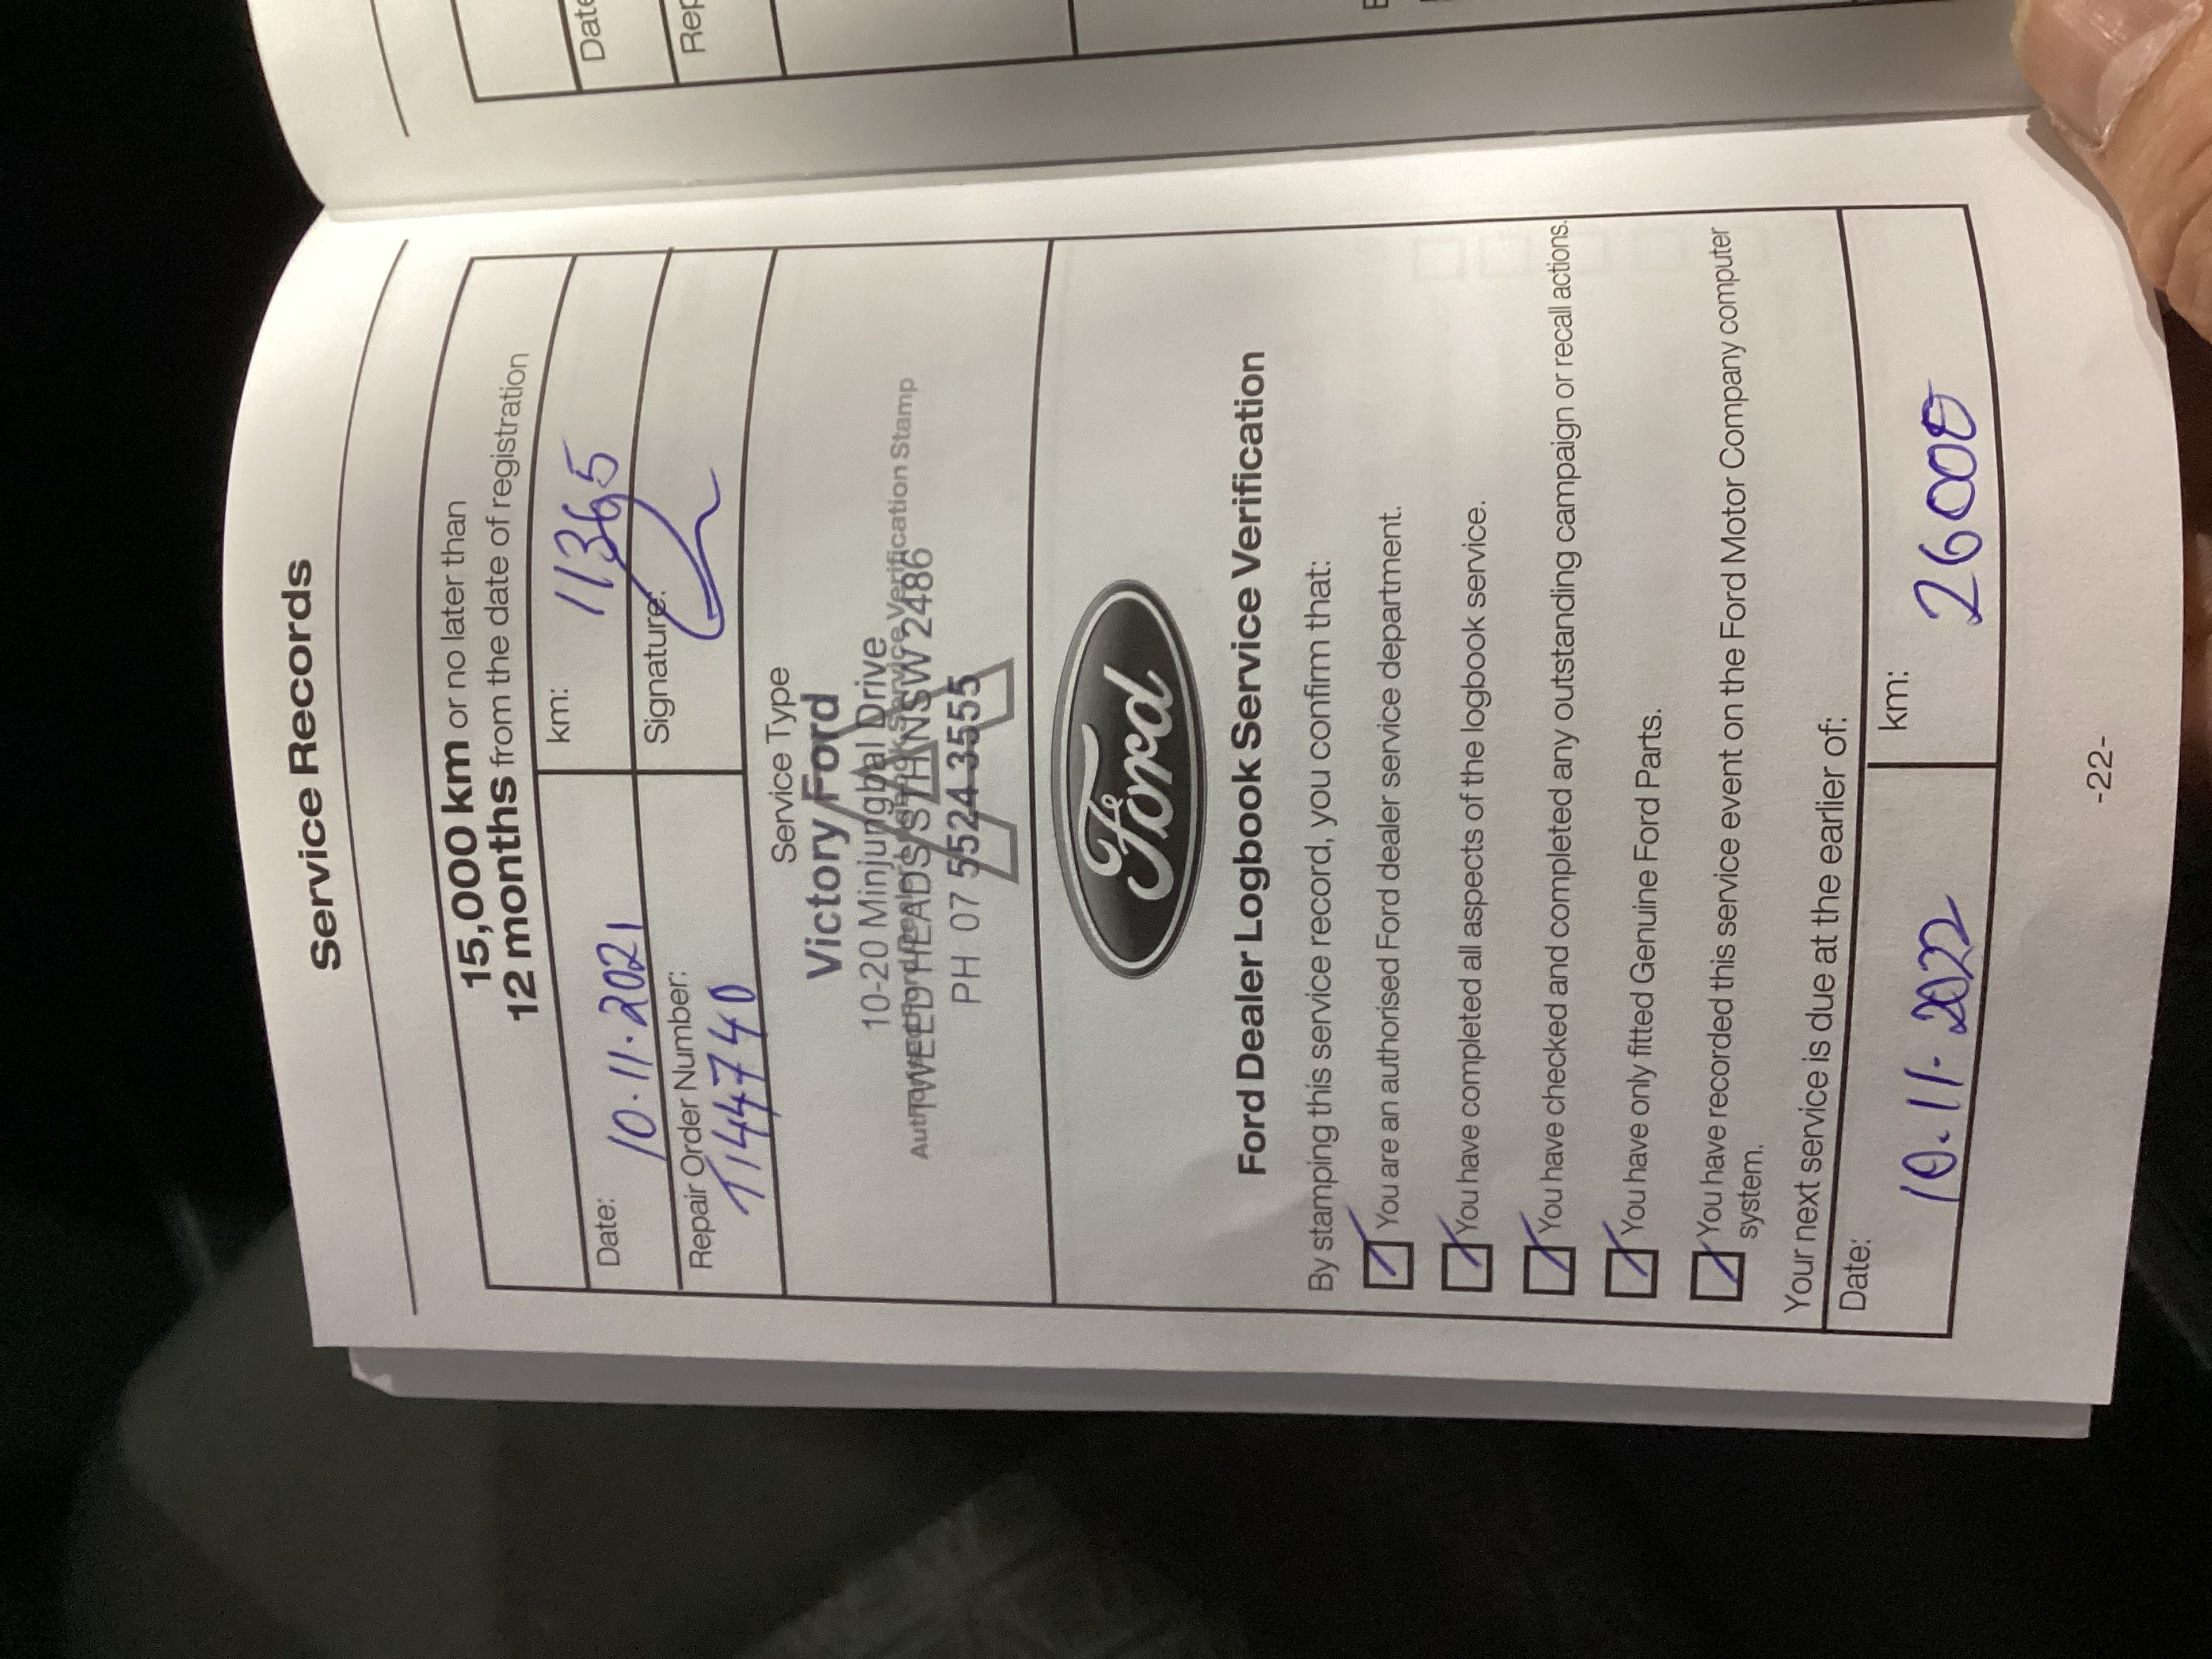 Service Records
15,000 km or no later than
12 months from the date of registration
Date: 10.11.2021 km: 11365
Repair Order Number: T144740 Signature:
Service Type
Victory Ford
10-20 Minjungbal Drive
TWEED HEADS STH NSW 2486
Service Verification Stamp
PH 07 5524 3555
Ford
Ford Dealer Logbook Service Verification
By stamping this service record, you confirm that:
You are an authorised Ford dealer service department.
You have completed all aspects of the logbook service.
You have checked and completed any outstanding campaign or recall actions.
You have only fitted Genuine Ford Parts.
You have recorded this service event on the Ford Motor Company computer
system.
Your next service is due at the earlier of:
Date: 10.11.2022 km: 26000
-22-
Date
Rep